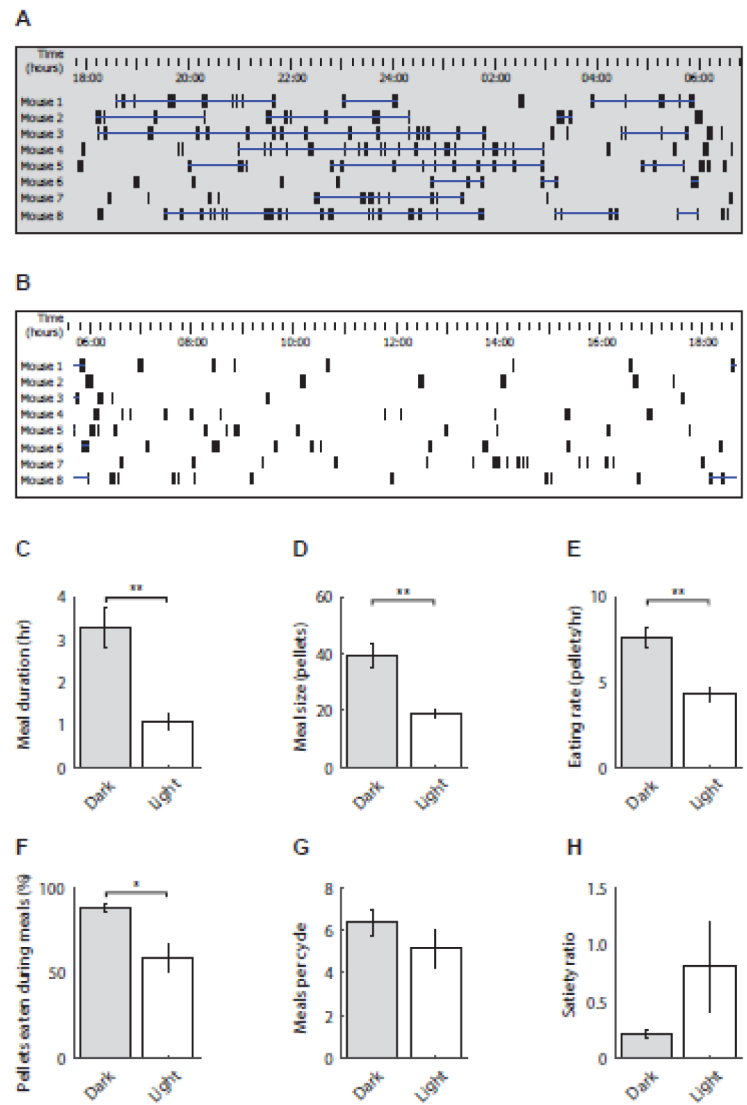 A
Time
(hours)
18:00 20:00 22:00 24:00 02:00 04:00 06:00
Mouse 1
Mouse 2
Mouse 3
Mouse 4
Mouse 5
Mouse 6
Mouse 7
Mouse 8
B
Time
(hours)
06:00 08:00 10:00 12:00 14:00 16:00 18:00
Mouse 1
Mouse 2
Mouse 3
Mouse 4
Mouse 5
Mouse 6
Mouse 7
Mouse 8
C
Meal duration (hr)
4
3
2
1
0
**
Dark
Light
D
Meal size (pellets)
60
40
20
0
**
Dark
Light
E
Eating rate (pellets/hr)
10
5
0
**
Dark
Light
F
Pellets eaten during meals (%)
100
50
0
*
Dark
Light
G
Meals per cycle
8
6
4
2
0
Dark
Light
H
Satiety ratio
1.5
1.0
0.5
0
Dark
Light